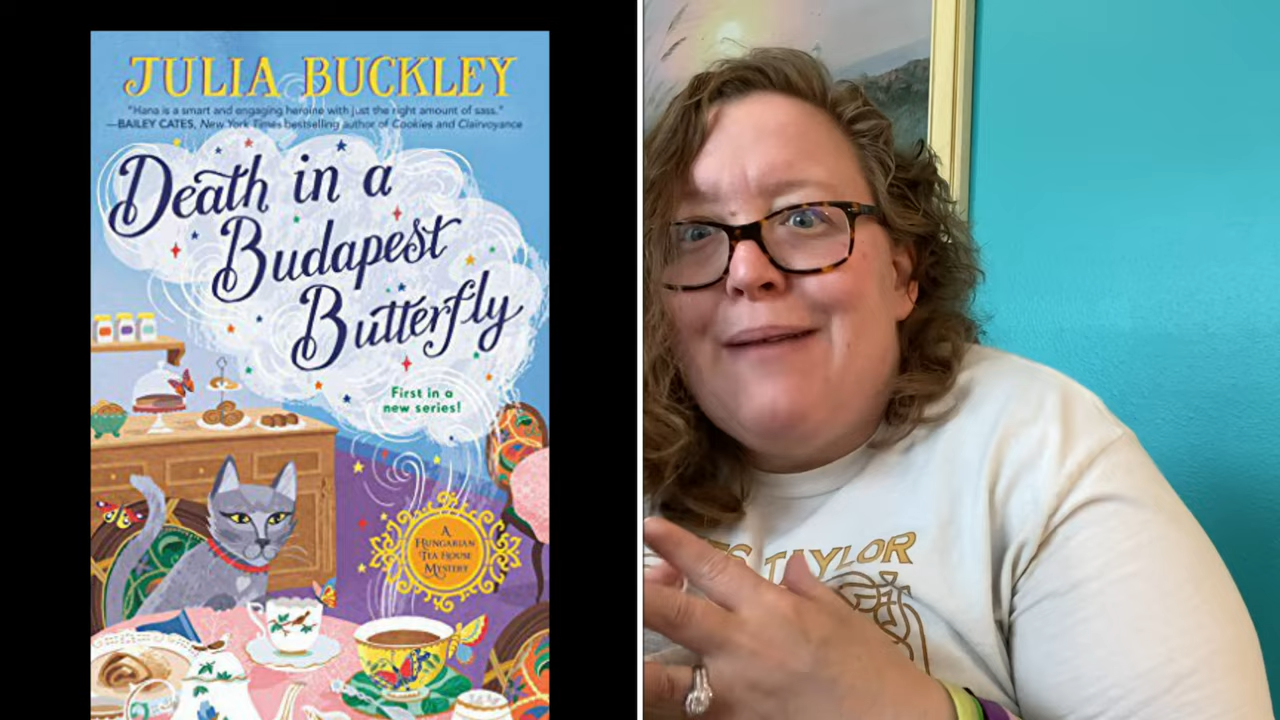 JULIA BUCKLEY
"Hana is a smart and engaging heroine with just the right amount of sass."
—BAILEY CATES, New York Times bestselling author of Cookies and Clairvoyance
Death in a
Budapest
Butterfly
First in a
new series!
A
HUNGARIAN
TEA HOUSE
MYSTERY
TAYLOR